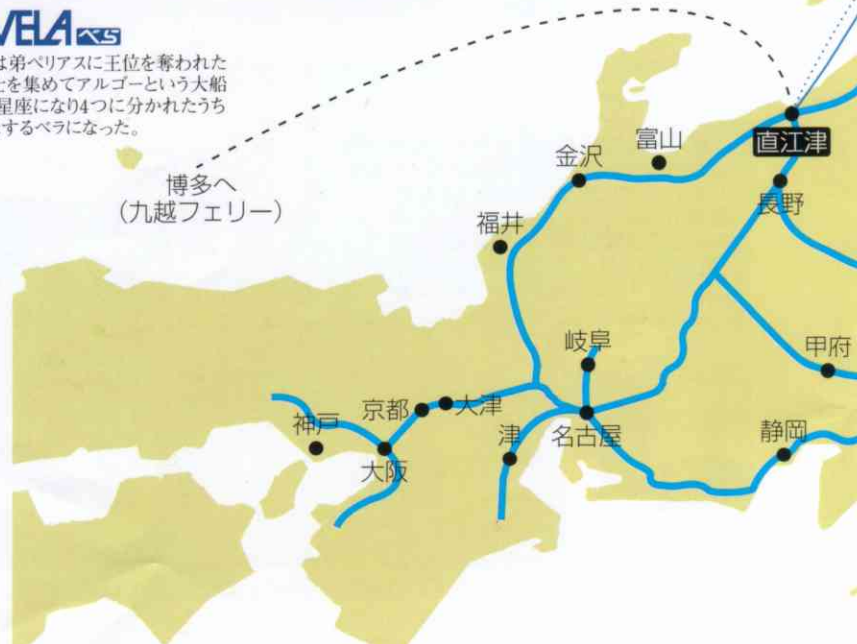 VELA ベラ
は弟ペリアスに王位を奪われた
士を集めてアルゴーという大船
星座になり4つに分かれたうち
するベラになった。
博多へ
（九越フェリー）
直江津
富山
金沢
長野
福井
岐阜
甲府
京都
大津
神戸
大阪
津
名古屋
静岡